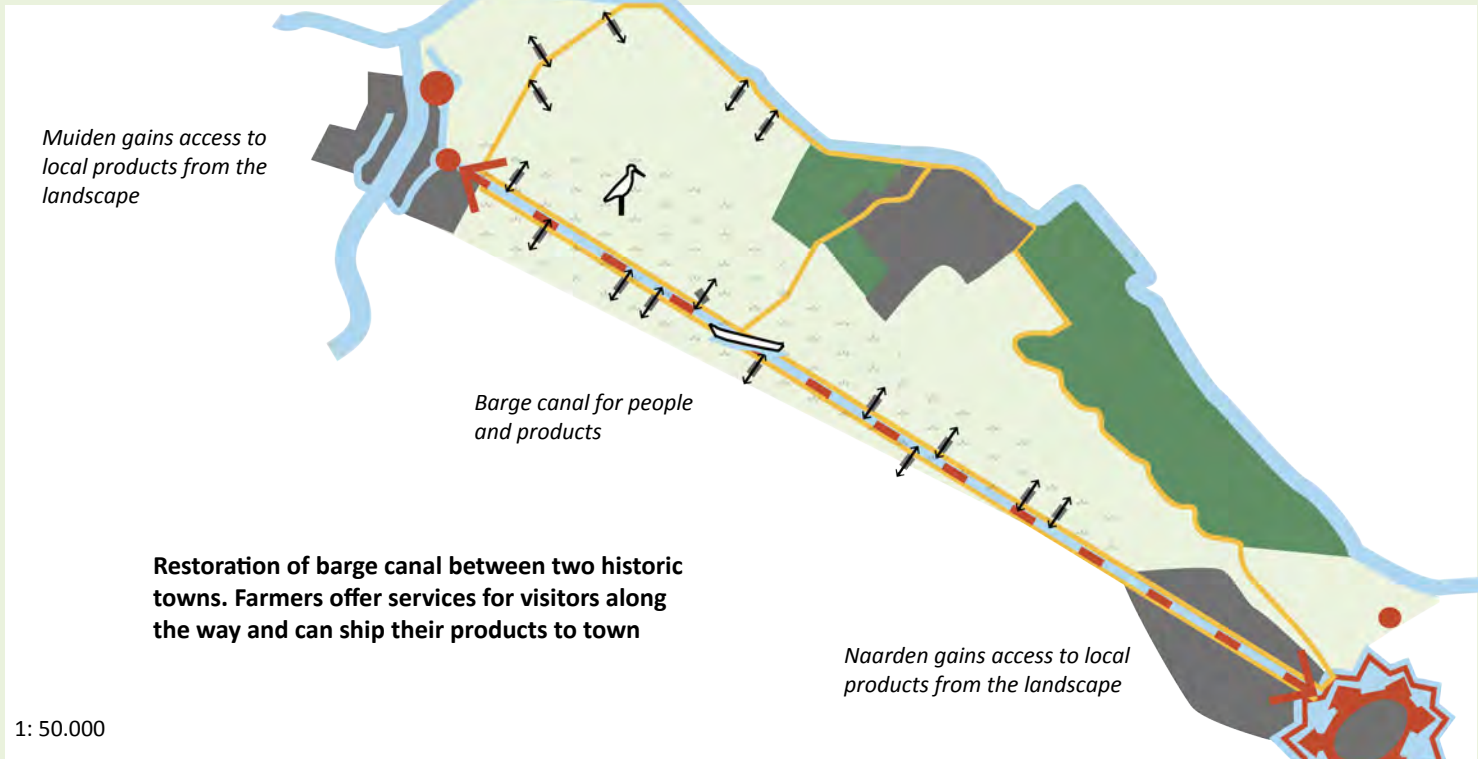 Muiden gains access to
local products from the
landscape
Barge canal for people
and products
Restoration of barge canal between two historic
towns. Farmers offer services for visitors along
the way and can ship their products to town
Naarden gains access to local
products from the landscape
1: 50.000